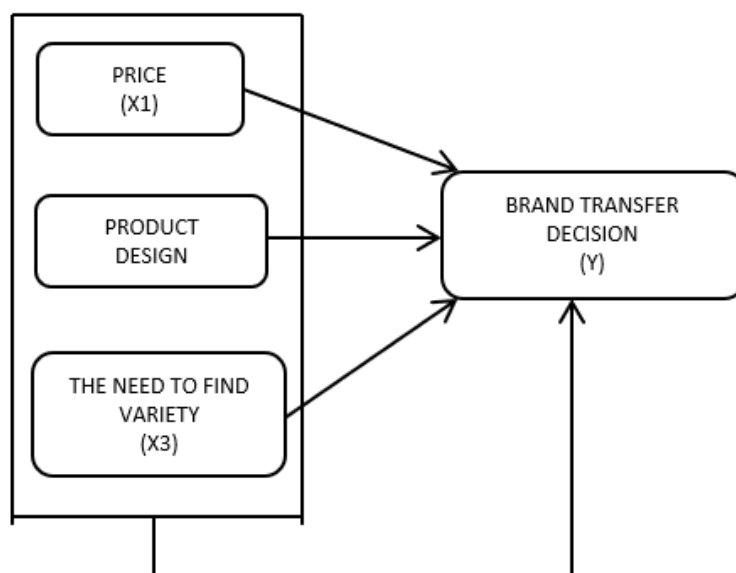 PRICE
(X1)
PRODUCT
DESIGN
THE NEED TO FIND
VARIETY
(X3)
BRAND TRANSFER
DECISION
(Y)